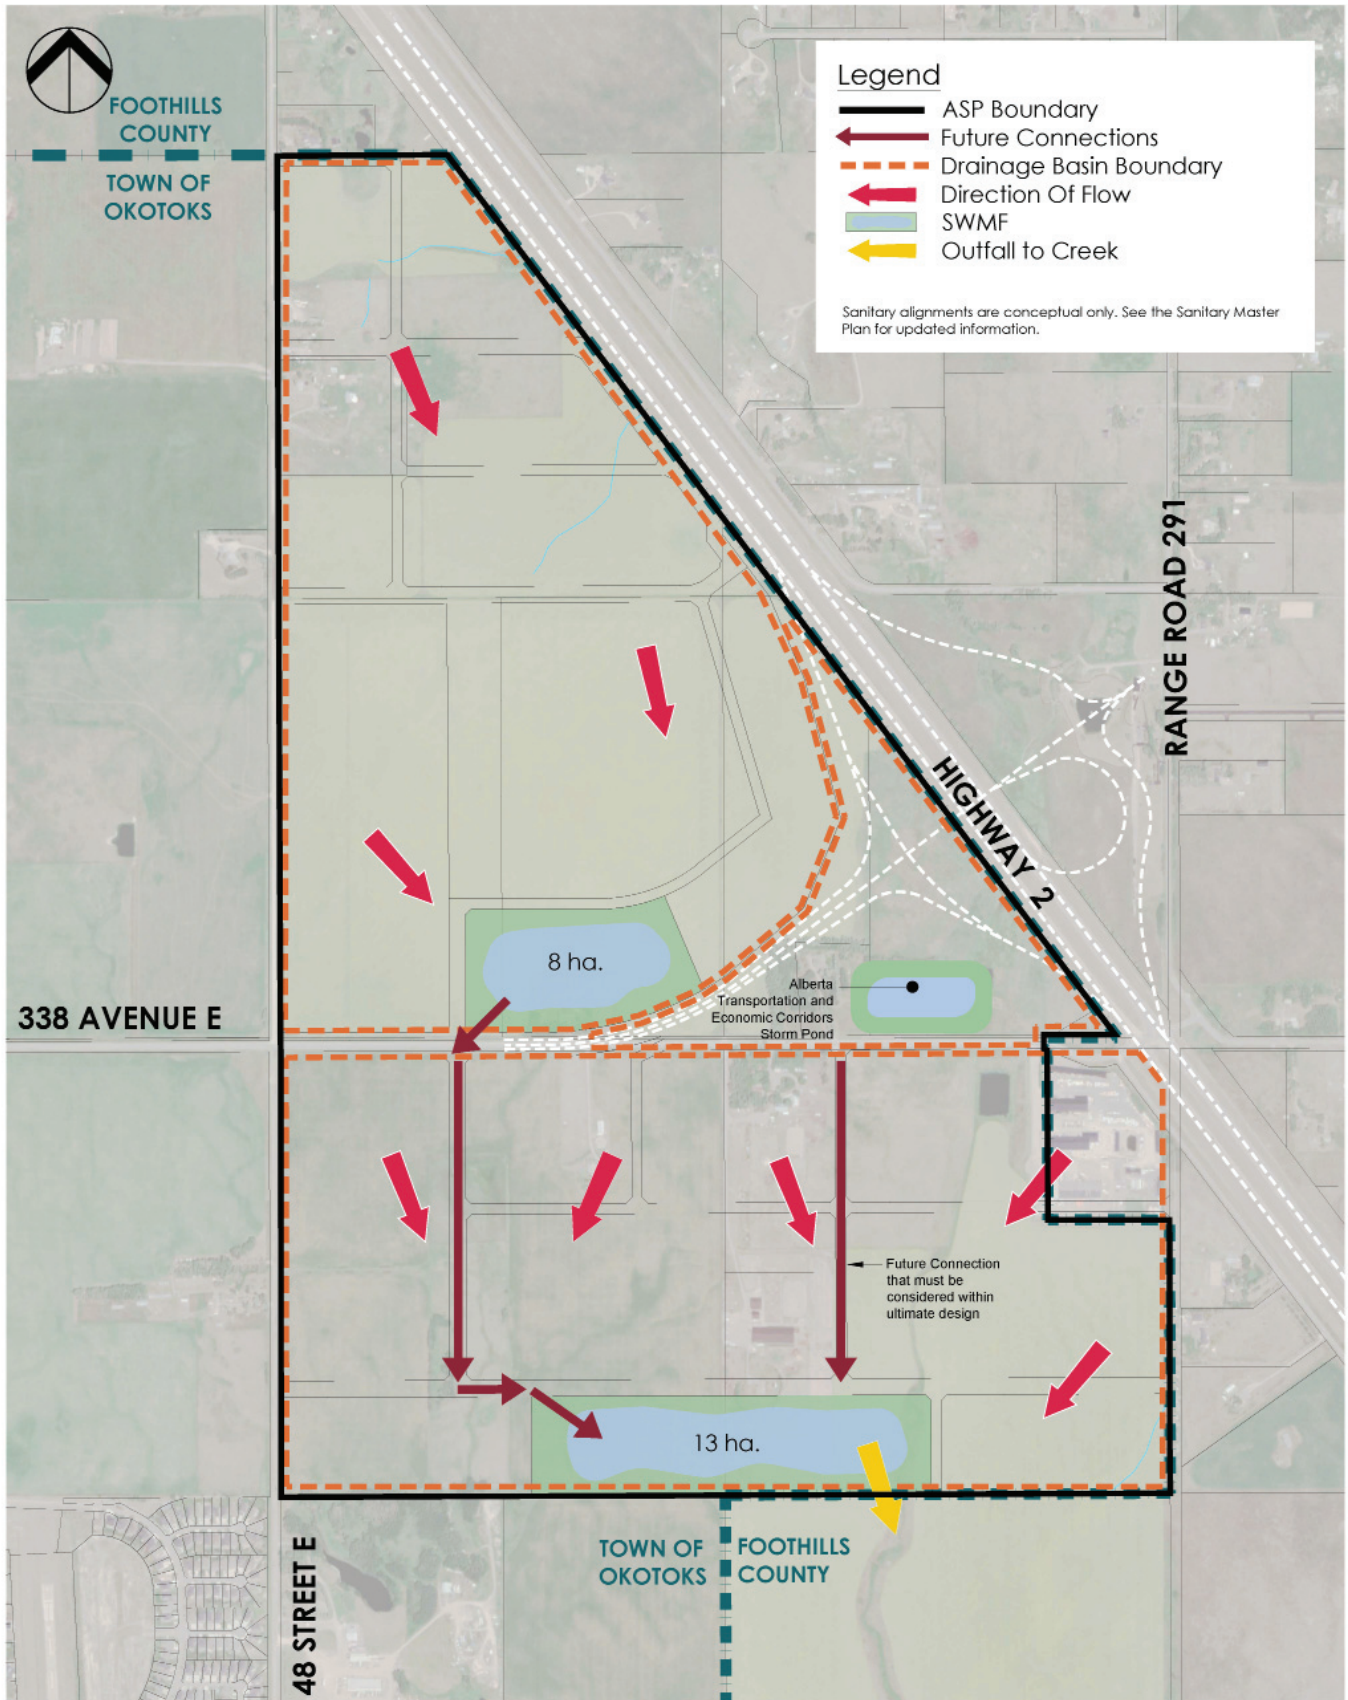 FOOTHILLS
COUNTY
TOWN OF
OKOTOKS
Legend
ASP Boundary
Future Connections
Drainage Basin Boundary
Direction Of Flow
SWMF
Outfall to Creek
Sanitary alignments are conceptual only. See the Sanitary Master
Plan for updated information.
RANGE ROAD 291
HIGHWAY 2
8 ha.
Alberta
Transportation and
Economic Corridors
Storm Pond
338 AVENUE E
Future Connection
that must be
considered within
ultimate design
13 ha.
48 STREET E
TOWN OF
OKOTOKS
FOOTHILLS
COUNTY